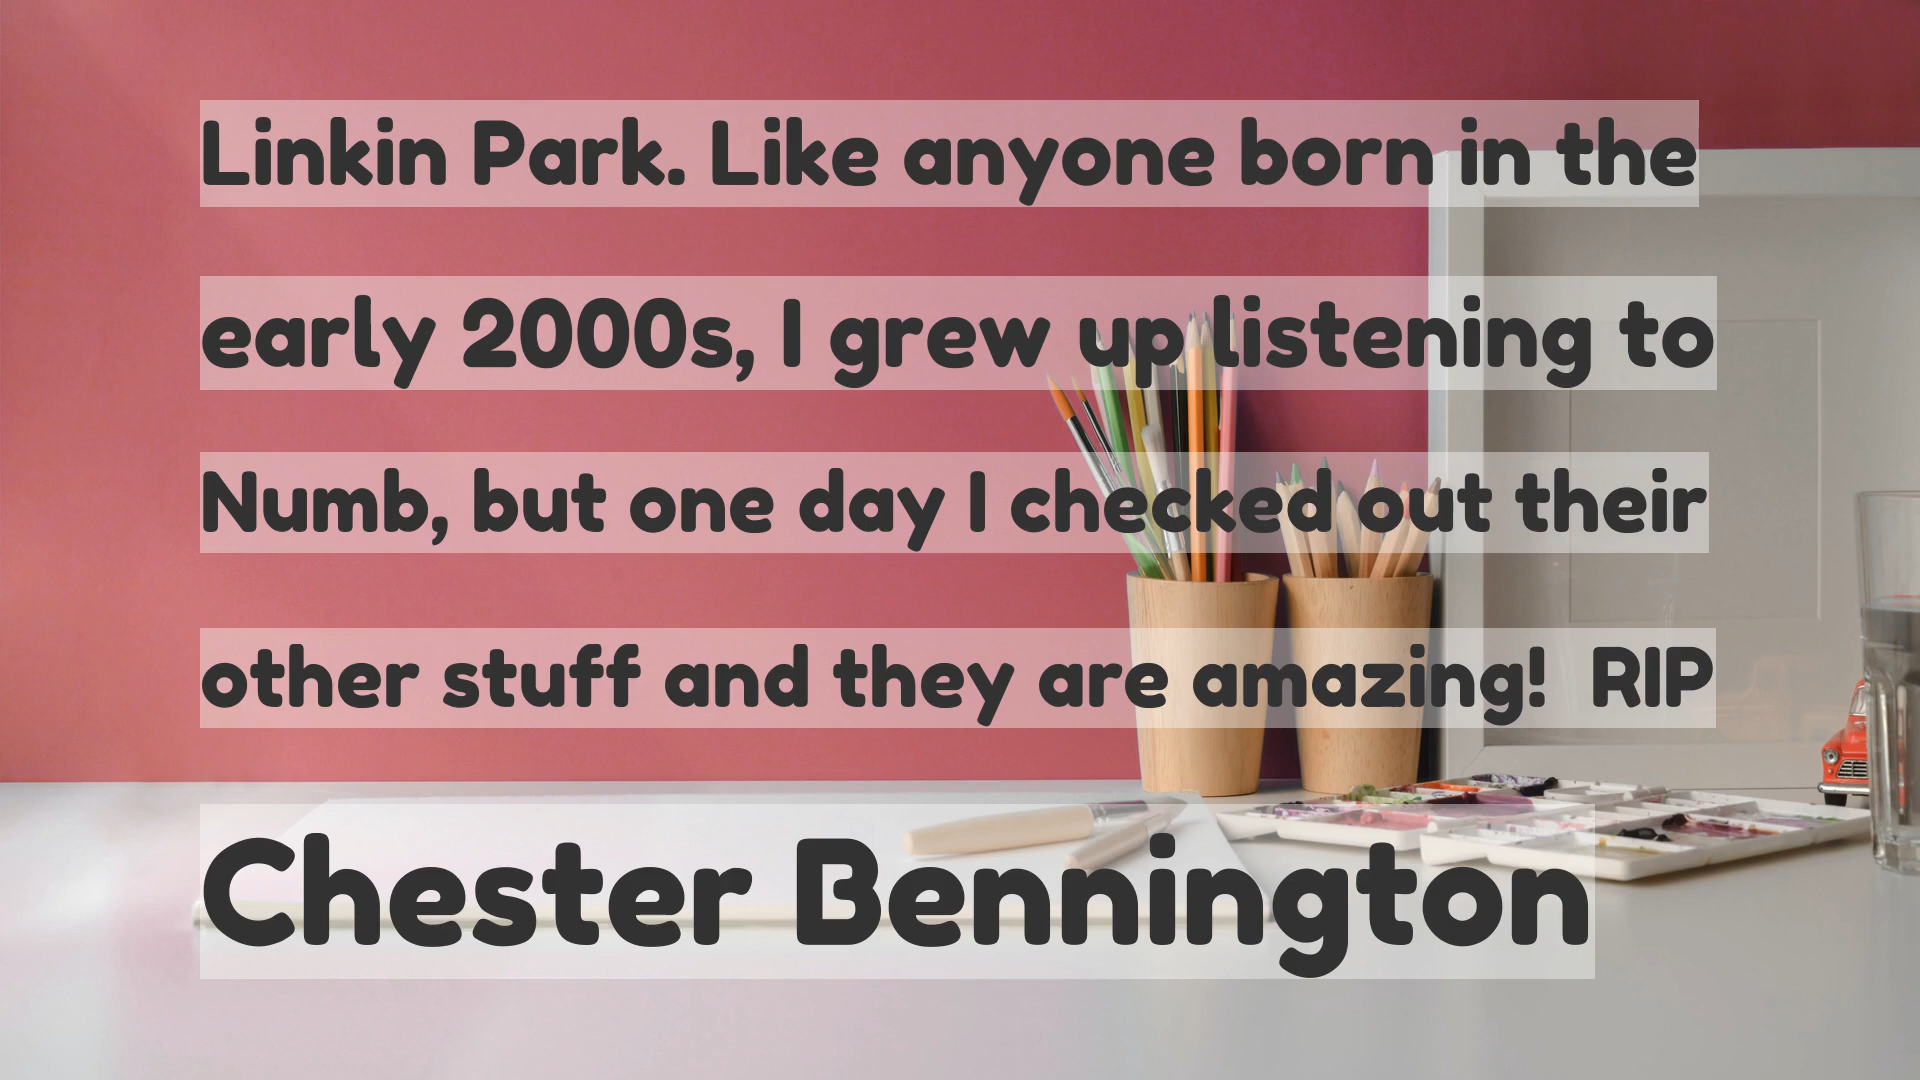 Linkin Park. Like anyone born in the
early 2000s, I grew up listening to
Numb, but one day I checked out their
other stuff and they are amazing!  RIP
Chester Bennington